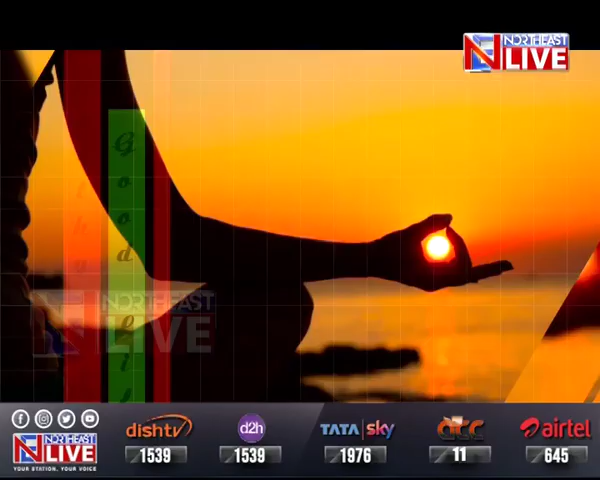 NORTHEAST
LIVE
Good
NORTHEAST
LIVE
NORTHEAST
LIVE
YOUR STATION, YOUR VOICE
dishtv
1539
d2h
1539
TATA sky
1976
11
airtel
645